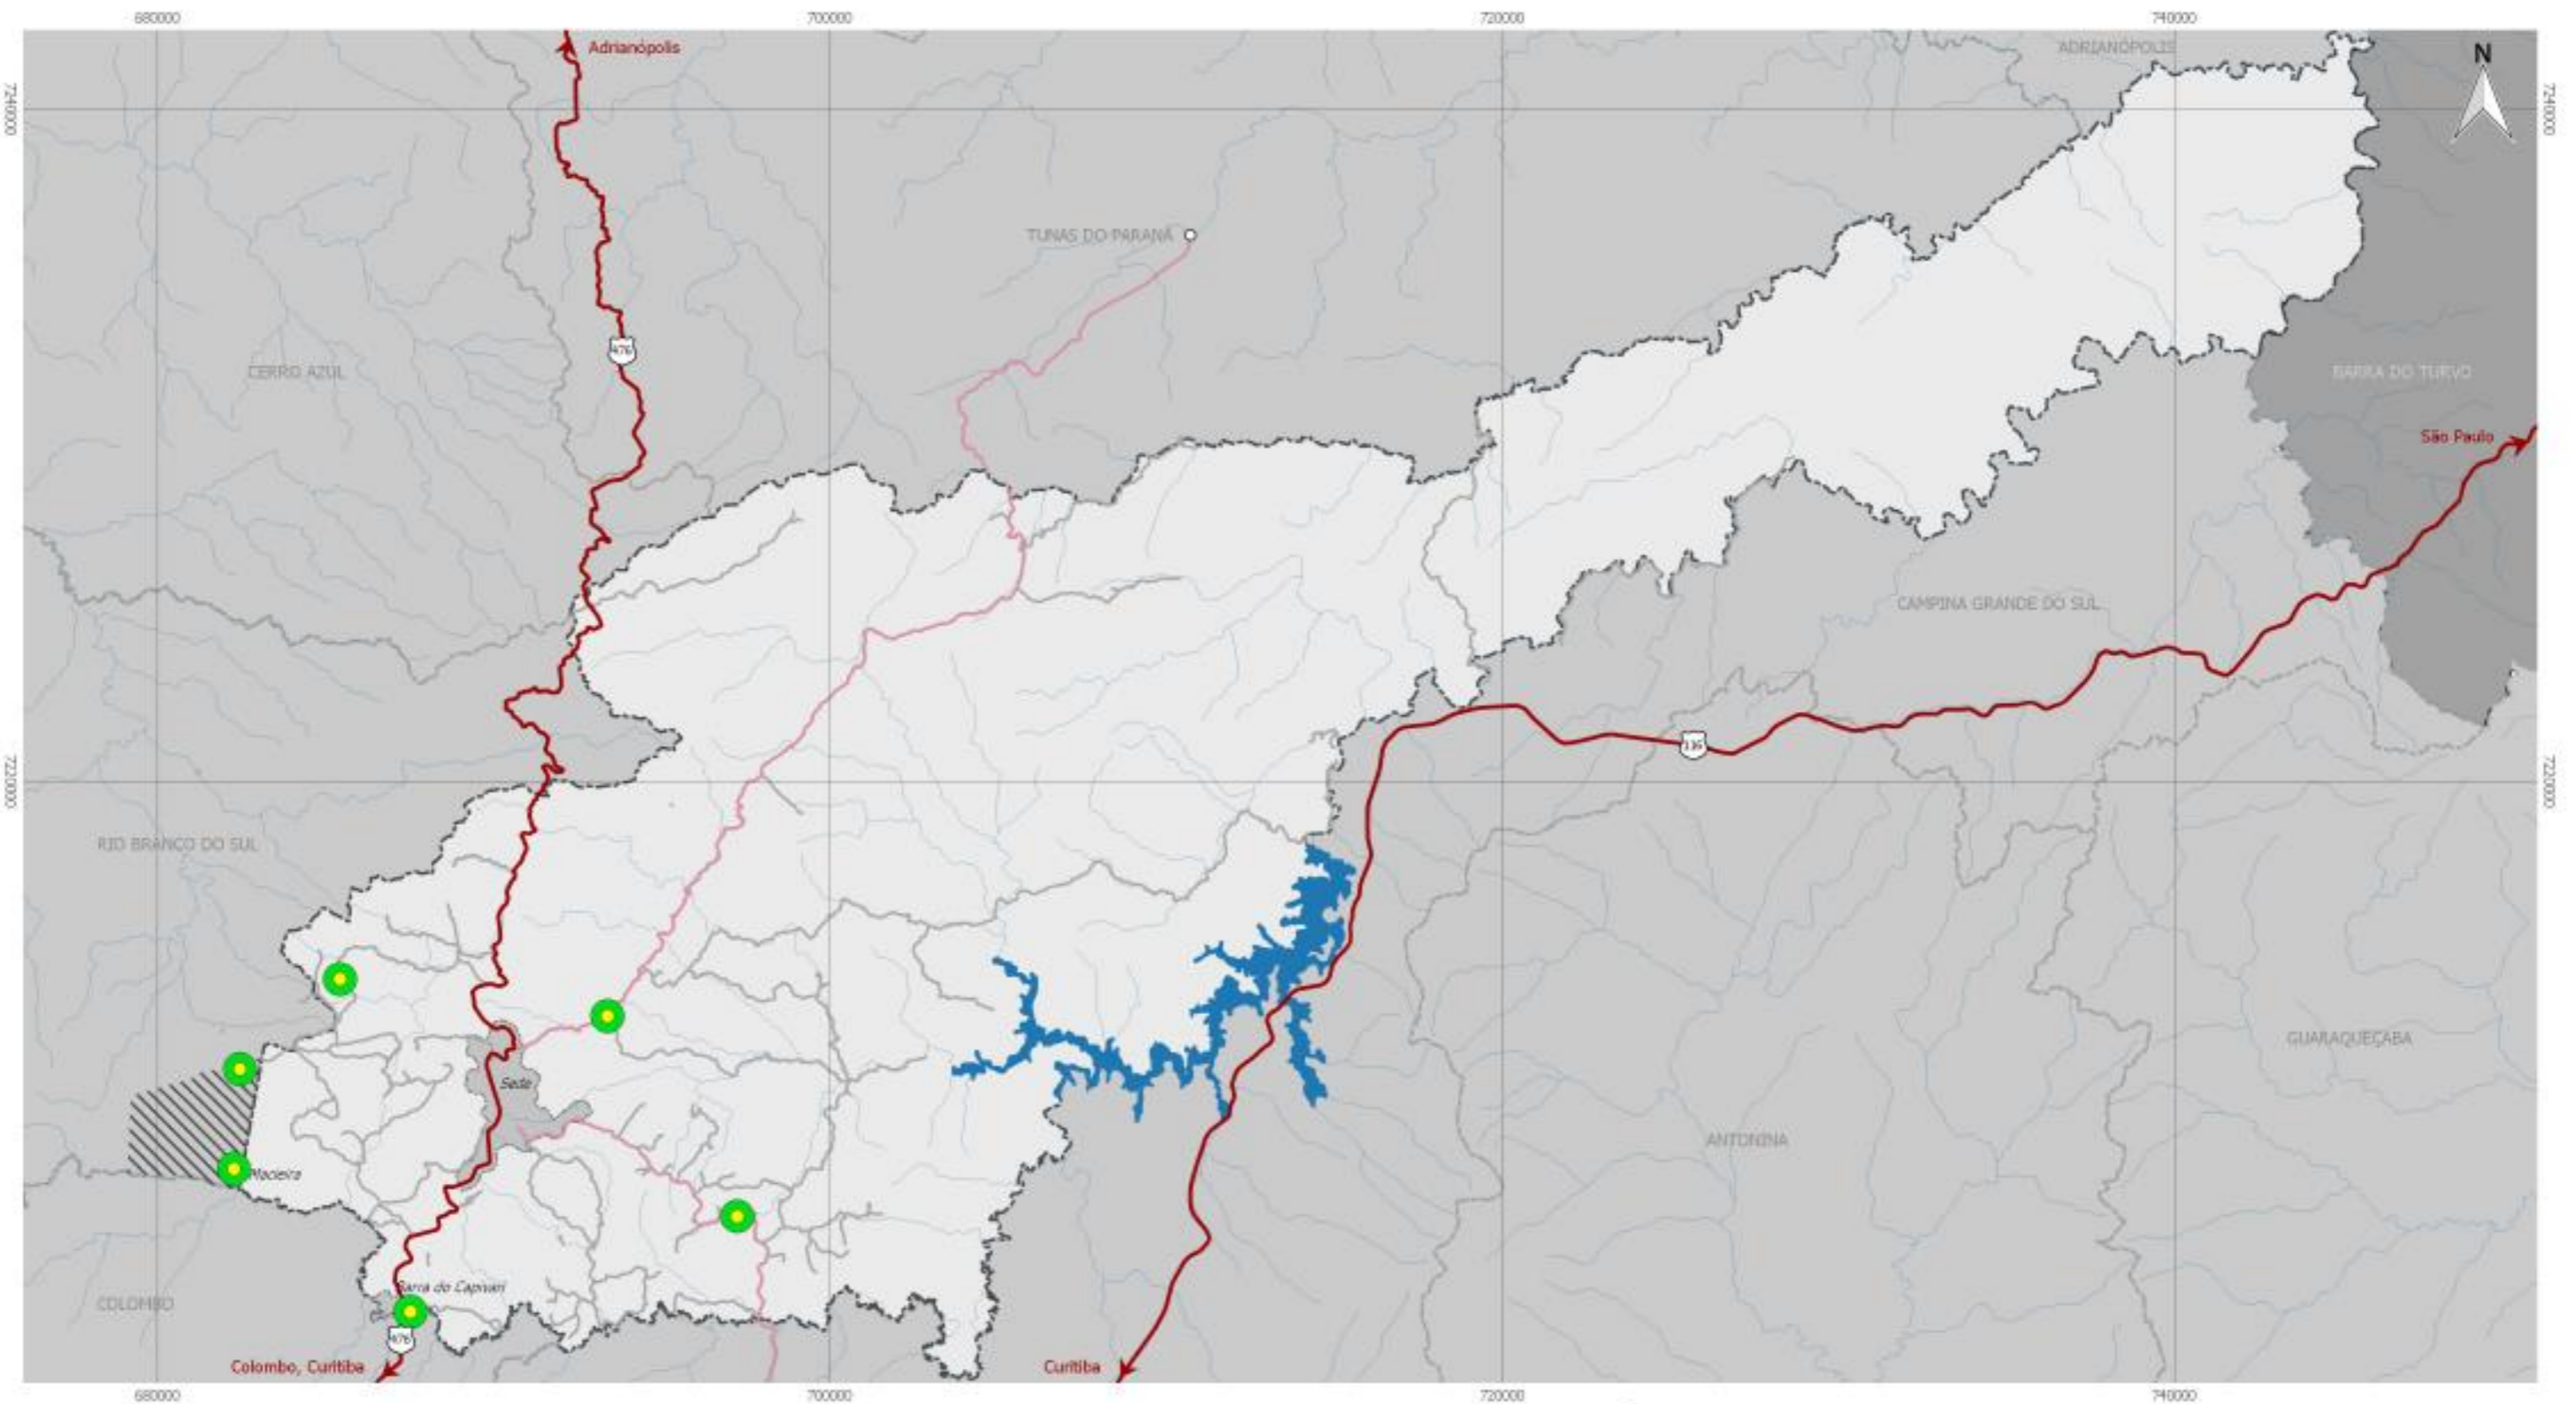 680000
700000
720000
740000
Adrianópolis
ADRIANÓPOLIS
N
7240000
7240000
TUNAS DO PARANÁ
476
CERRO AZUL
BARRA DO TURVO
São Paulo
CAMPINA GRANDE DO SUL
116
7220000
7220000
RIO BRANCO DO SUL
GUARAQUEÇABA
Sede
ANTONINA
Macieira
Barra do Capivari
COLOMBO
476
Colombo, Curitiba
Curitiba
680000
700000
720000
740000